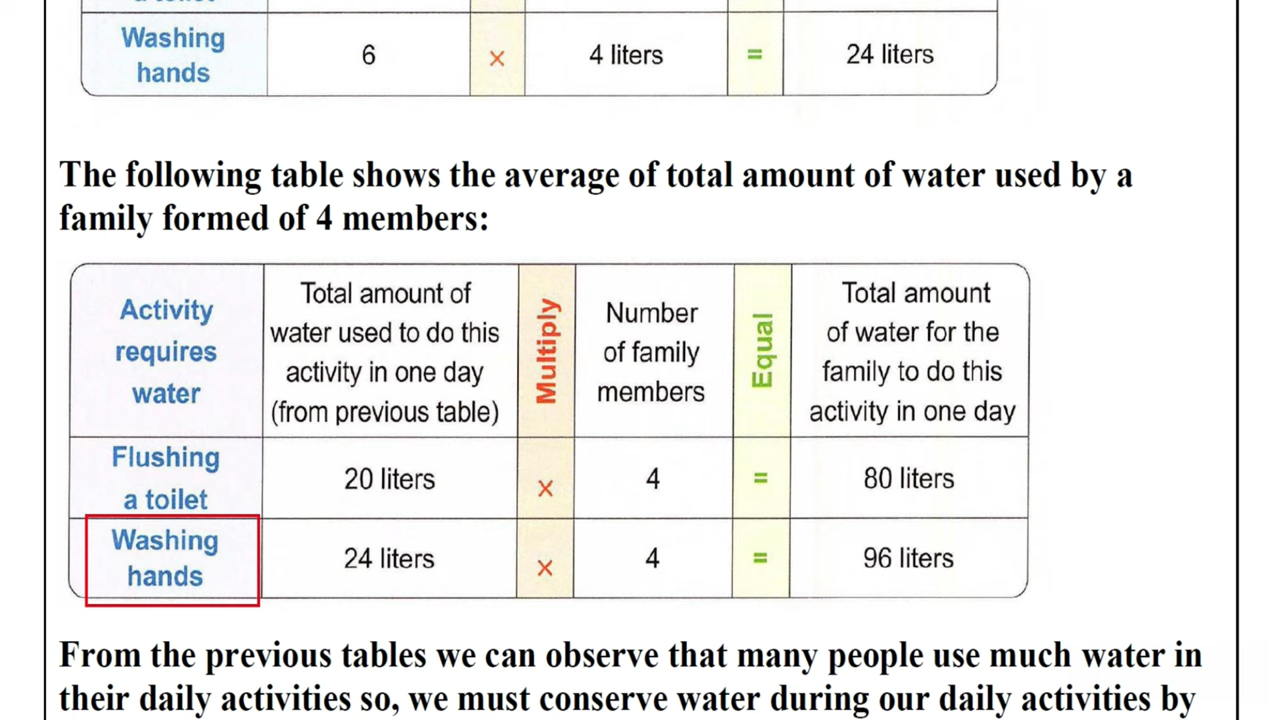 Washing
hands
6
×
4 liters
=
24 liters
The following table shows the average of total amount of water used by a
family formed of 4 members:
Activity
requires
water
Total amount of
water used to do this
activity in one day
(from previous table)
Multiply
Number
of family
members
Equal
Total amount
of water for the
family to do this
activity in one day
Flushing
a toilet
20 liters
×
4
=
80 liters
Washing
hands
24 liters
×
4
=
96 liters
From the previous tables we can observe that many people use much water in
their daily activities so, we must conserve water during our daily activities by